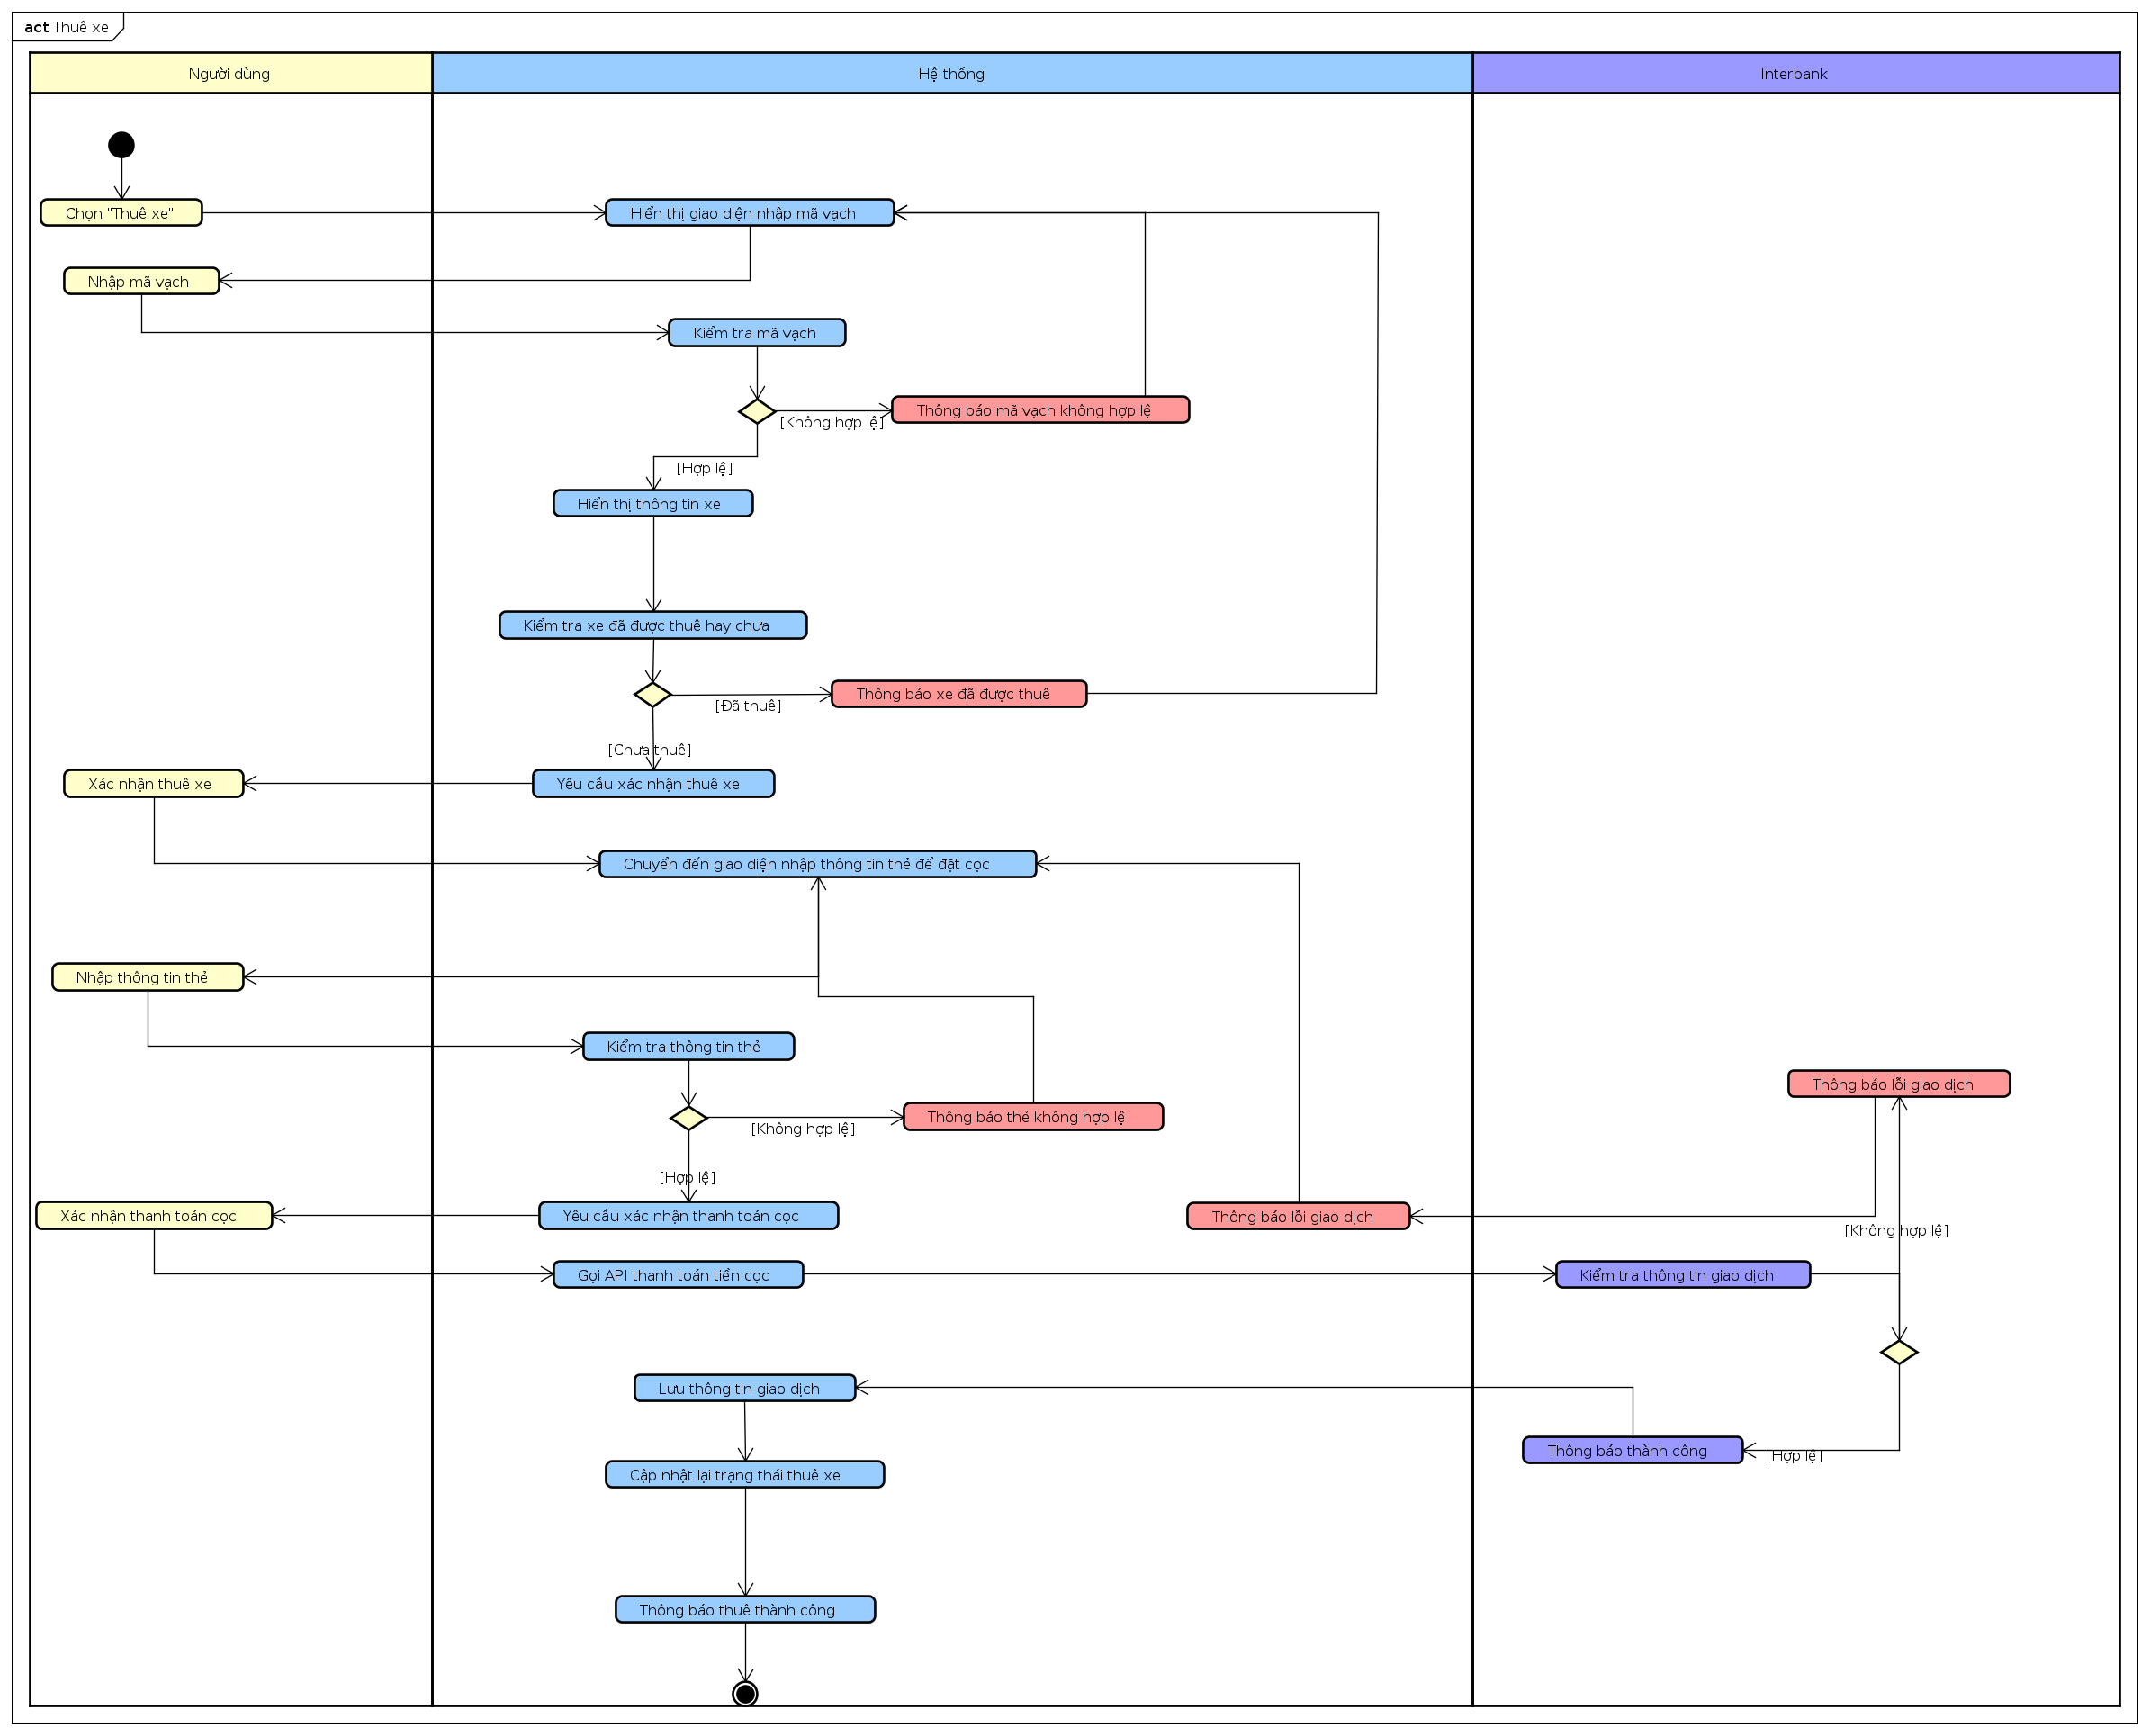 act Thuê xe
Người dùng
Hệ thống
Interbank
Chọn "Thuê xe"
Hiển thị giao diện nhập mã vạch
Nhập mã vạch
Kiểm tra mã vạch
Thông báo mã vạch không hợp lệ
[Không hợp lệ]
[Hợp lệ]
Hiển thị thông tin xe
Kiểm tra xe đã được thuê hay chưa
Thông báo xe đã được thuê
[Đã thuê]
[Chưa thuê]
Xác nhận thuê xe
Yêu cầu xác nhận thuê xe
Chuyển đến giao diện nhập thông tin thẻ để đặt cọc
Nhập thông tin thẻ
Kiểm tra thông tin thẻ
Thông báo lỗi giao dịch
Thông báo thẻ không hợp lệ
[Không hợp lệ]
[Hợp lệ]
Xác nhận thanh toán cọc
Yêu cầu xác nhận thanh toán cọc
Thông báo lỗi giao dịch
[Không hợp lệ]
Gọi API thanh toán tiền cọc
Kiểm tra thông tin giao dịch
Lưu thông tin giao dịch
Thông báo thành công
[Hợp lệ]
Cập nhật lại trạng thái thuê xe
Thông báo thuê thành công